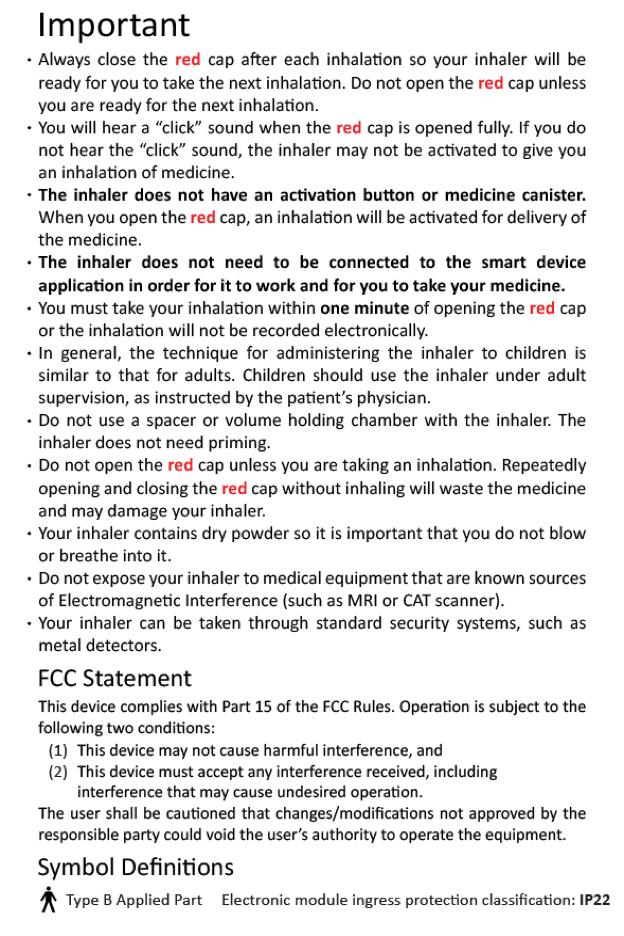 Important
· Always close the red cap after each inhalation so your inhaler will be
ready for you to take the next inhalation. Do not open the red cap unless
you are ready for the next inhalation.
· You will hear a “click” sound when the red cap is opened fully. If you do
not hear the “click” sound, the inhaler may not be activated to give you
an inhalation of medicine.
· The inhaler does not have an activation button or medicine canister.
When you open the red cap, an inhalation will be activated for delivery of
the medicine.
· The inhaler does not need to be connected to the smart device
application in order for it to work and for you to take your medicine.
· You must take your inhalation within one minute of opening the red cap
or the inhalation will not be recorded electronically.
· In general, the technique for administering the inhaler to children is
similar to that for adults. Children should use the inhaler under adult
supervision, as instructed by the patient’s physician.
· Do not use a spacer or volume holding chamber with the inhaler. The
inhaler does not need priming.
· Do not open the red cap unless you are taking an inhalation. Repeatedly
opening and closing the red cap without inhaling will waste the medicine
and may damage your inhaler.
· Your inhaler contains dry powder so it is important that you do not blow
or breathe into it.
· Do not expose your inhaler to medical equipment that are known sources
of Electromagnetic Interference (such as MRI or CAT scanner).
· Your inhaler can be taken through standard security systems, such as
metal detectors.
FCC Statement
This device complies with Part 15 of the FCC Rules. Operation is subject to the
following two conditions:
(1) This device may not cause harmful interference, and
(2) This device must accept any interference received, including
interference that may cause undesired operation.
The user shall be cautioned that changes/modifications not approved by the
responsible party could void the user’s authority to operate the equipment.
Symbol Definitions
Type B Applied Part Electronic module ingress protection classification: IP22